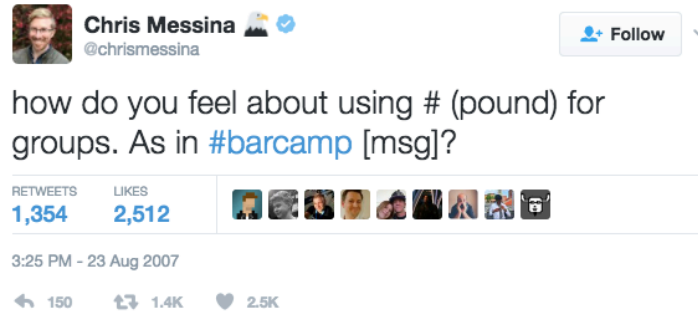 Chris Messina
@chrismessina
Follow
how do you feel about using # (pound) for
groups. As in #barcamp [msg]?
RETWEETS LIKES
1,354 2,512
3:25 PM - 23 Aug 2007
150 1.4K 2.5K